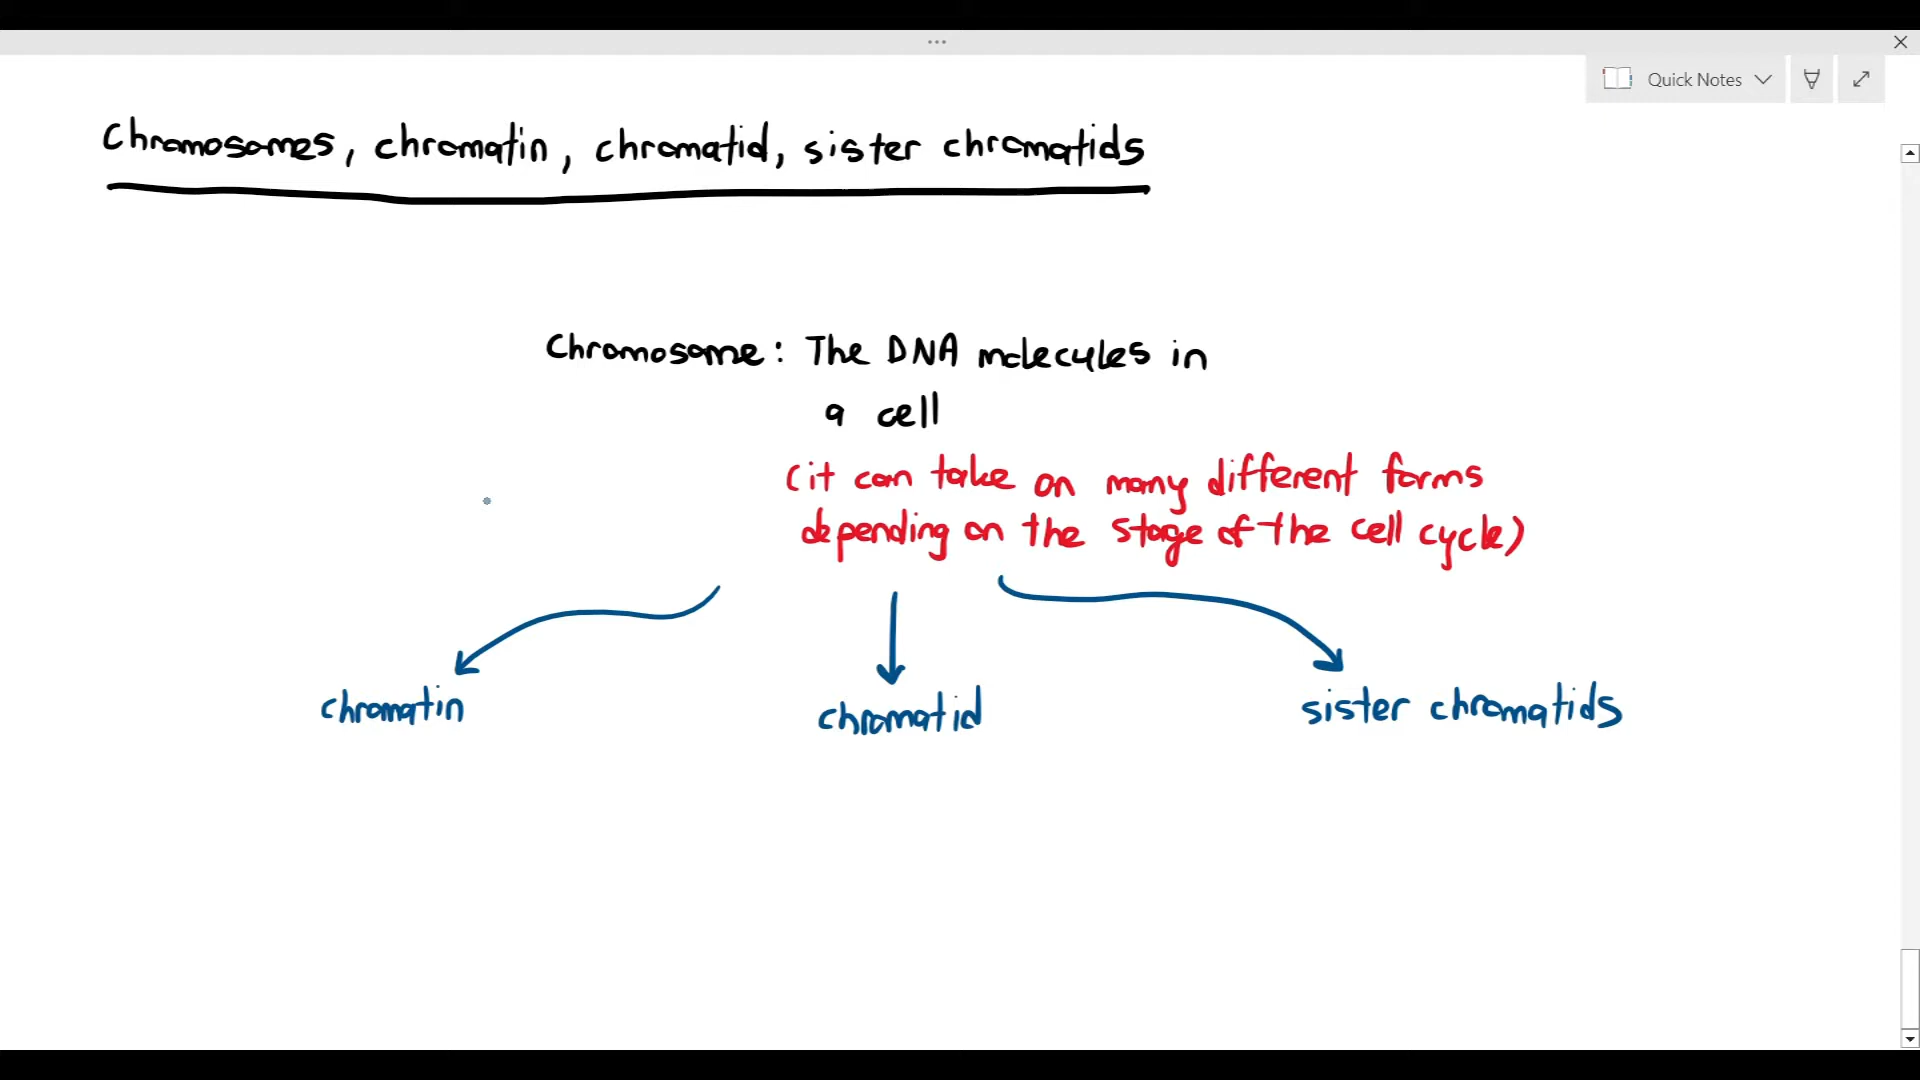 Quick Notes
Chromosomes, chromatin, chromatid, sister chromatids
Chromosome: The DNA molecules in
a cell
(it can take on many different forms
depending on the stage of the cell cycle)
chromatin
chromatid
sister chromatids